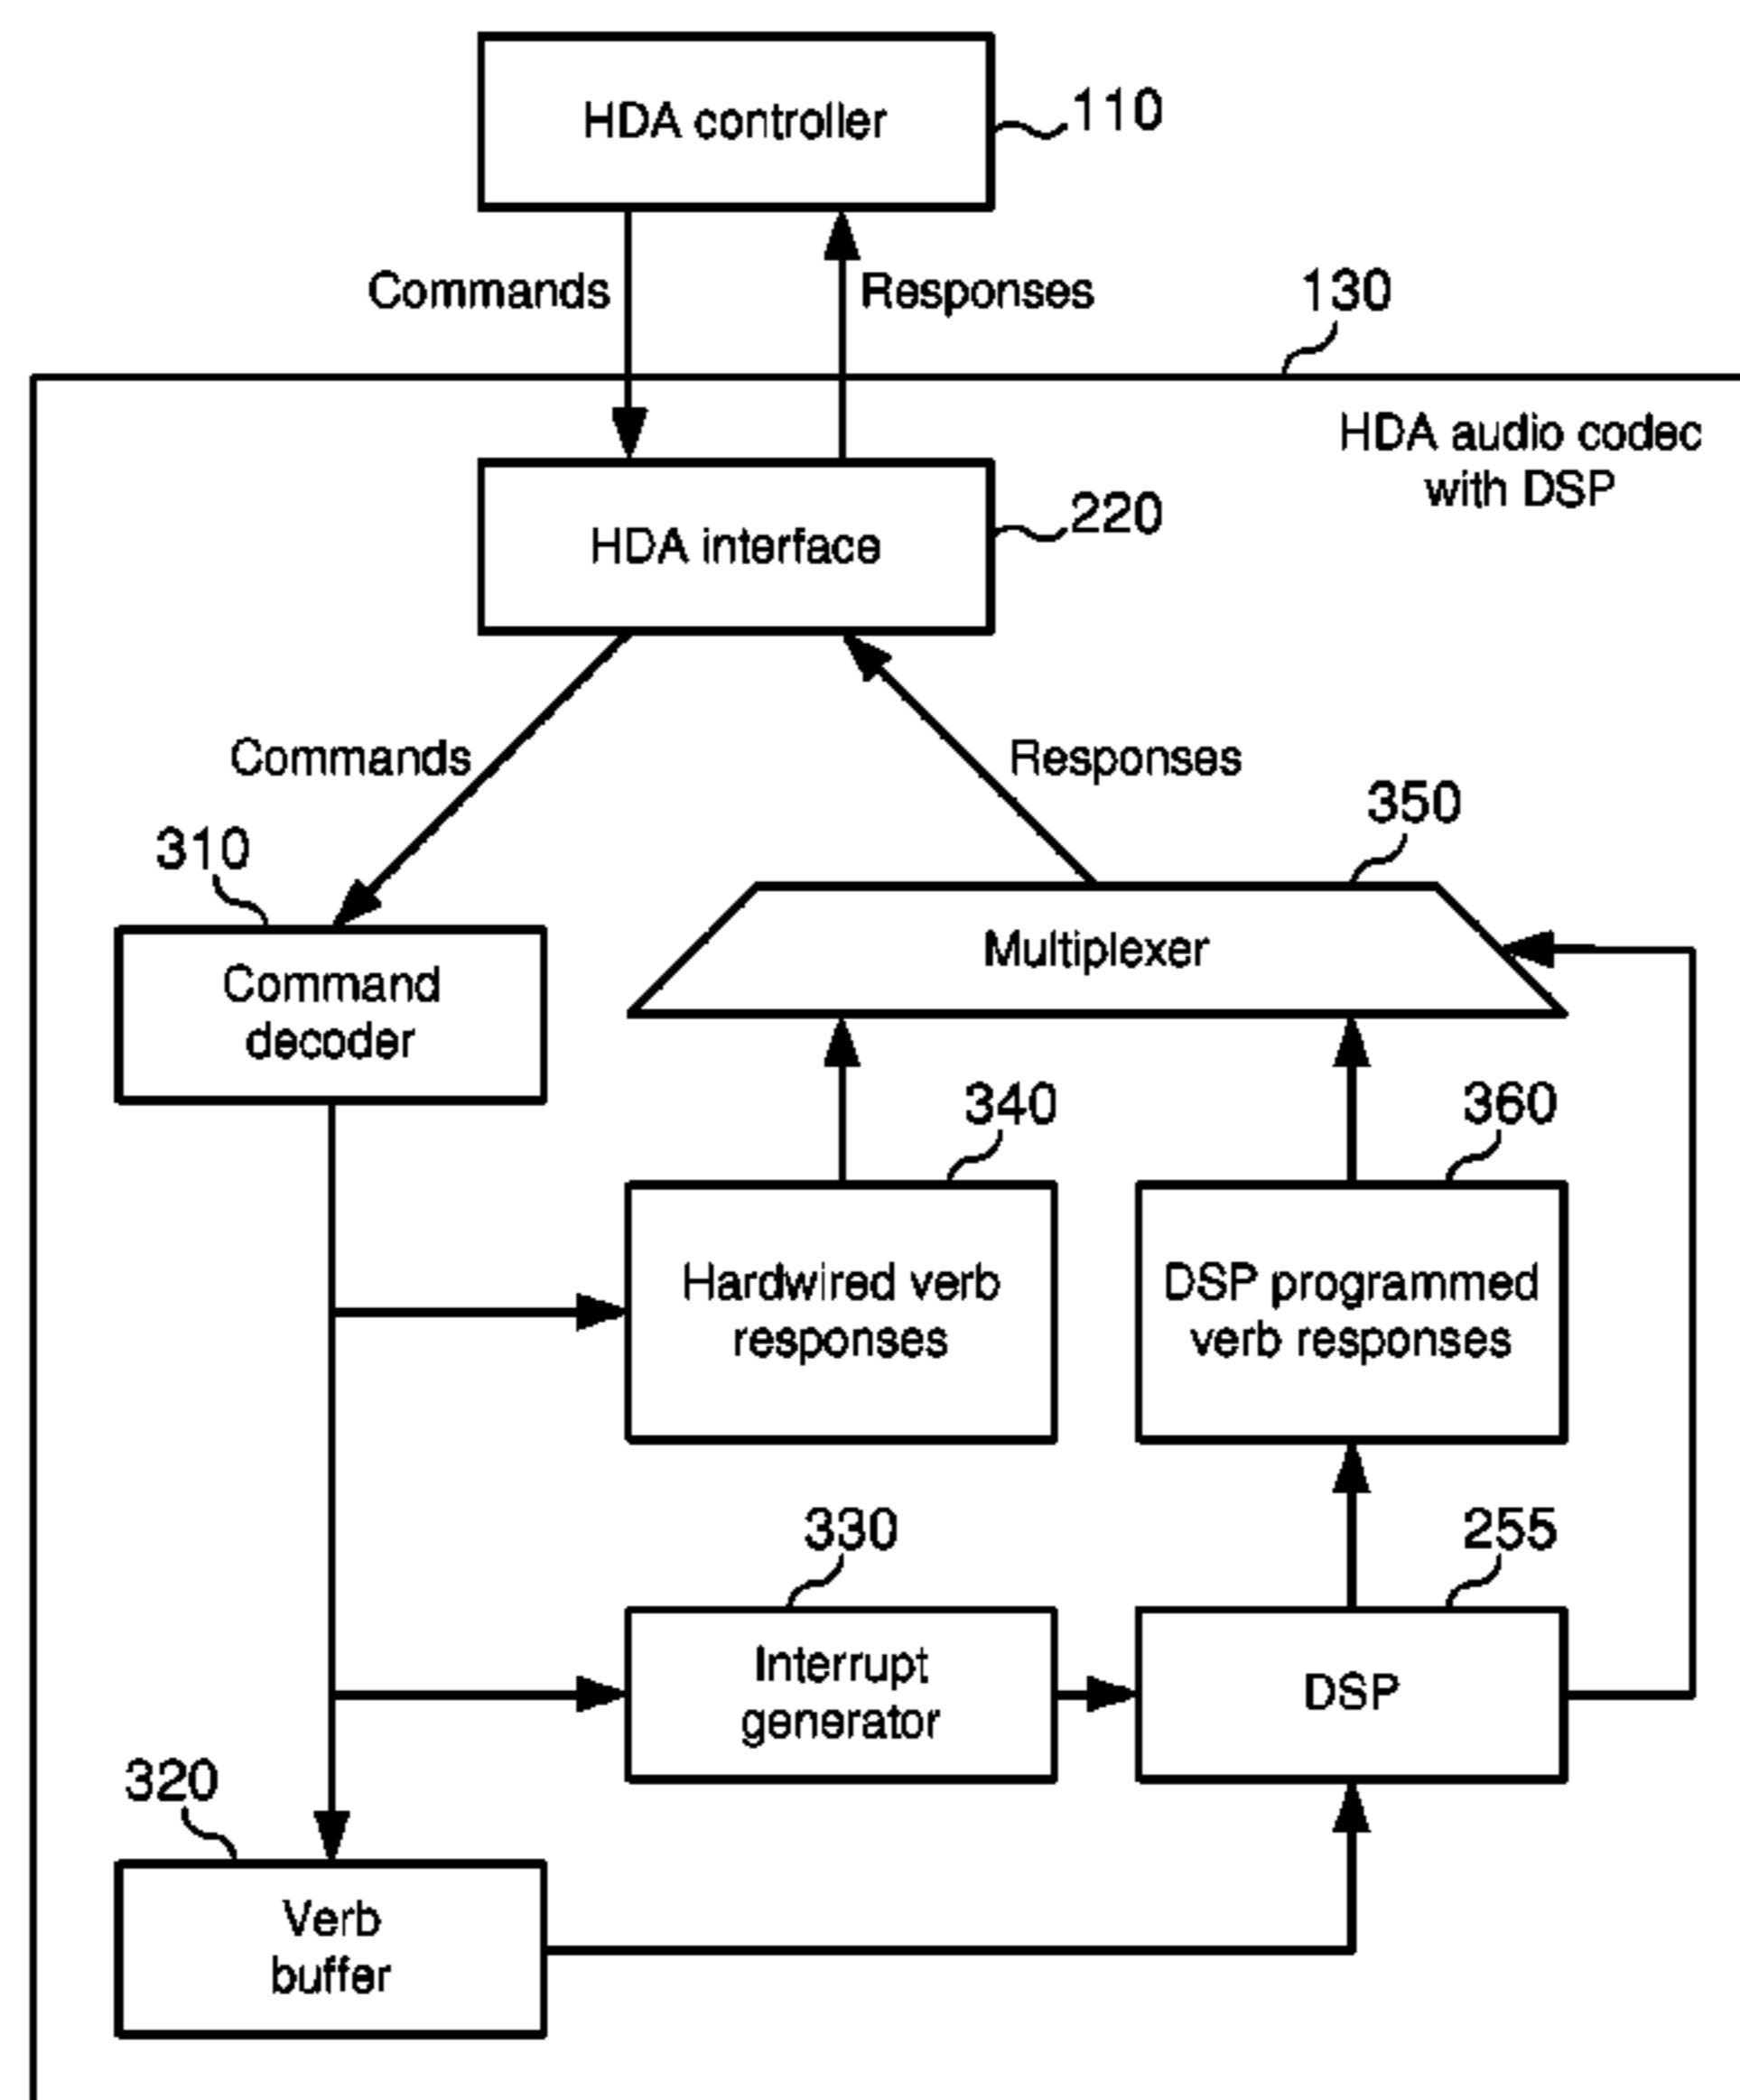 HDA controller
110
Commands
Responses
130
HDA audio codec
with DSP
HDA interface
220
Commands
Responses
350
310
Multiplexer
Command
decoder
340
360
Hardwired verb
responses
DSP programmed
verb responses
330
255
Interrupt
generator
DSP
320
Verb
buffer